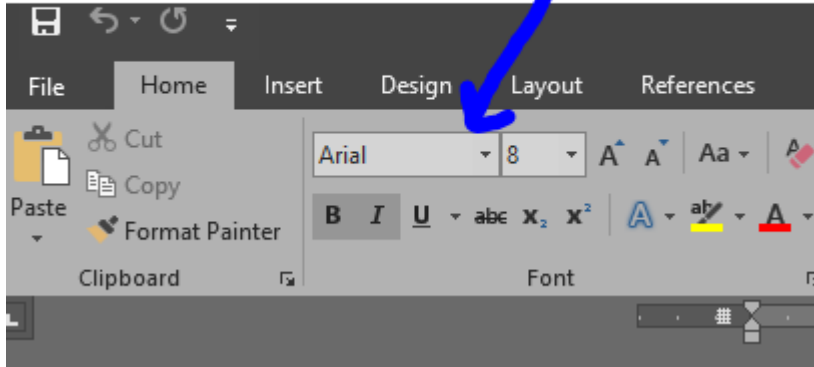 File Home Insert Design Layout References
Cut
Arial 8 A A Aa
Copy
Paste
B I U abc X₂ X² A ab A
Format Painter
Clipboard Font
L